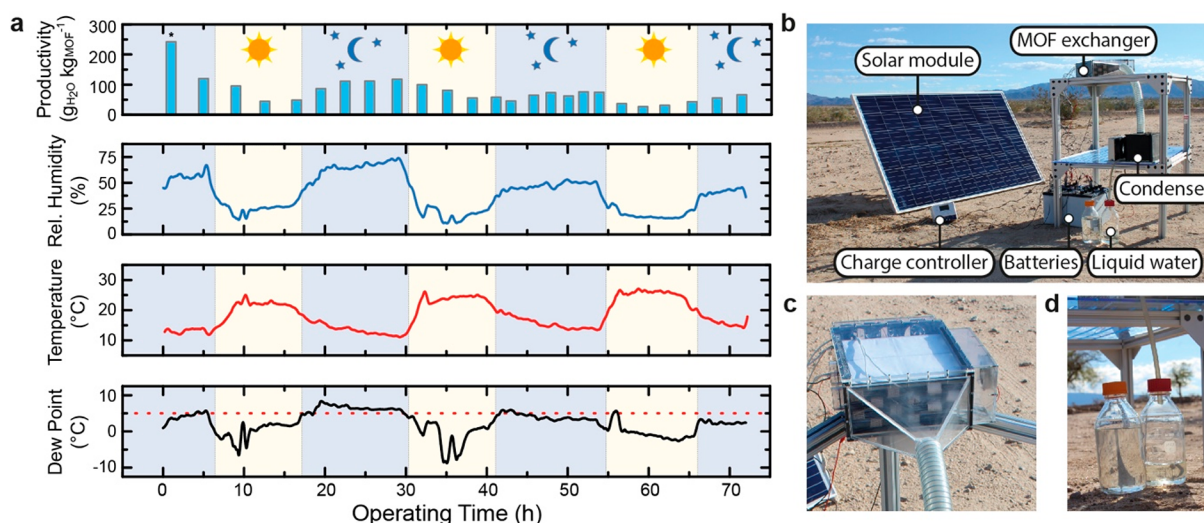 a
Productivity
(gH₂O kgMOF⁻¹)
300
200
100
0
*
Rel. Humidity
(%)
75
50
25
0
Temperature
(°C)
30
20
10
Dew Point
(°C)
10
0
-10
0 10 20 30 40 50 60 70
Operating Time (h)
b
MOF exchanger
Solar module
Condense
Charge controller
Batteries
Liquid water
c
d